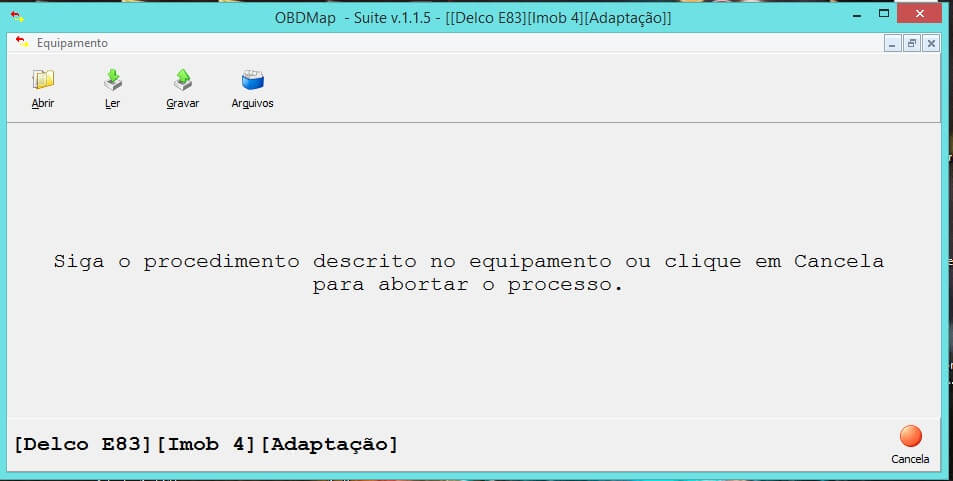 OBDMap - Suite v.1.1.5 - [[Delco E83][Imob 4][Adaptação]]
Equipamento
Abrir Ler Gravar Arquivos
Siga o procedimento descrito no equipamento ou clique em Cancela
para abortar o processo.
[Delco E83][Imob 4][Adaptação]
Cancela